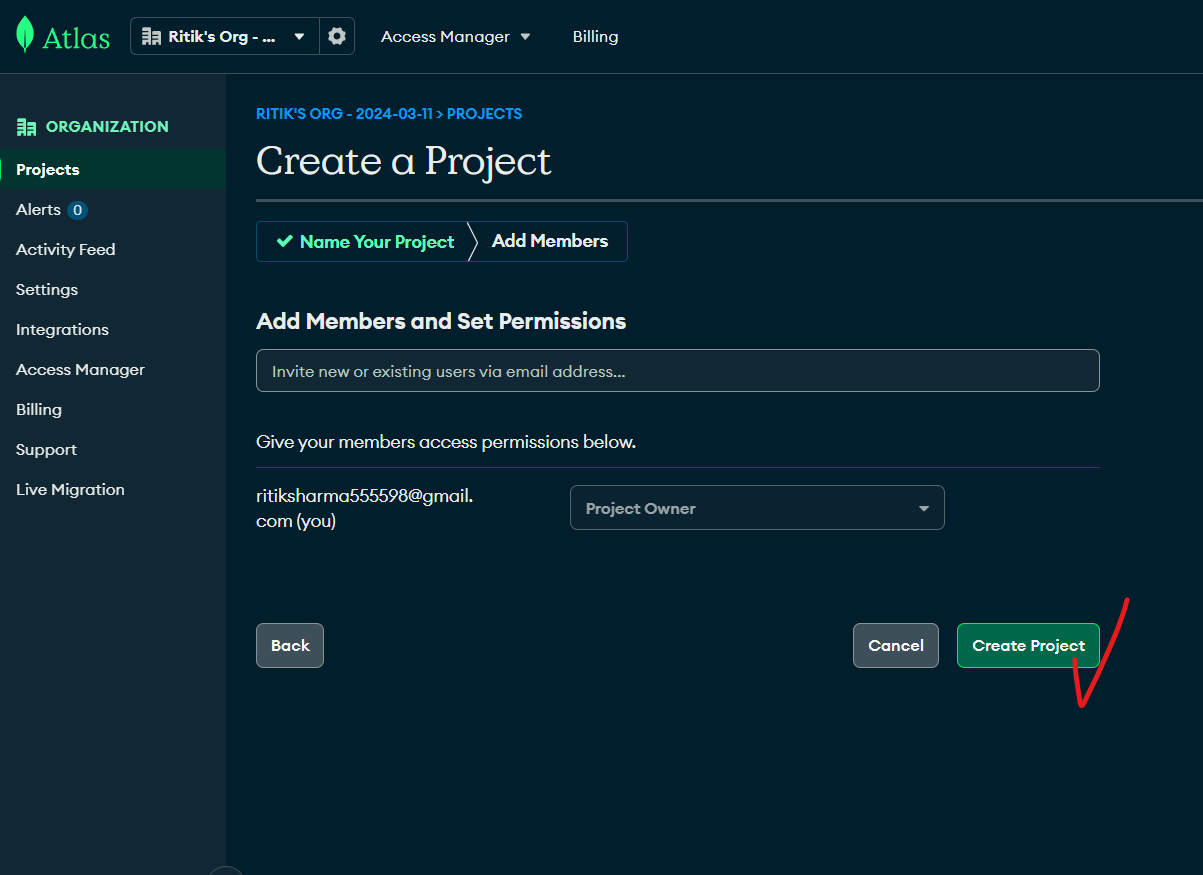 Atlas
Ritik's Org - ...
Access Manager
Billing
ORGANIZATION
Projects
Alerts 0
Activity Feed
Settings
Integrations
Access Manager
Billing
Support
Live Migration
RITIK'S ORG - 2024-03-11 > PROJECTS
Create a Project
Name Your Project
Add Members
Add Members and Set Permissions
Invite new or existing users via email address...
Give your members access permissions below.
ritiksharma555598@gmail.
com (you)
Project Owner
Back
Cancel
Create Project